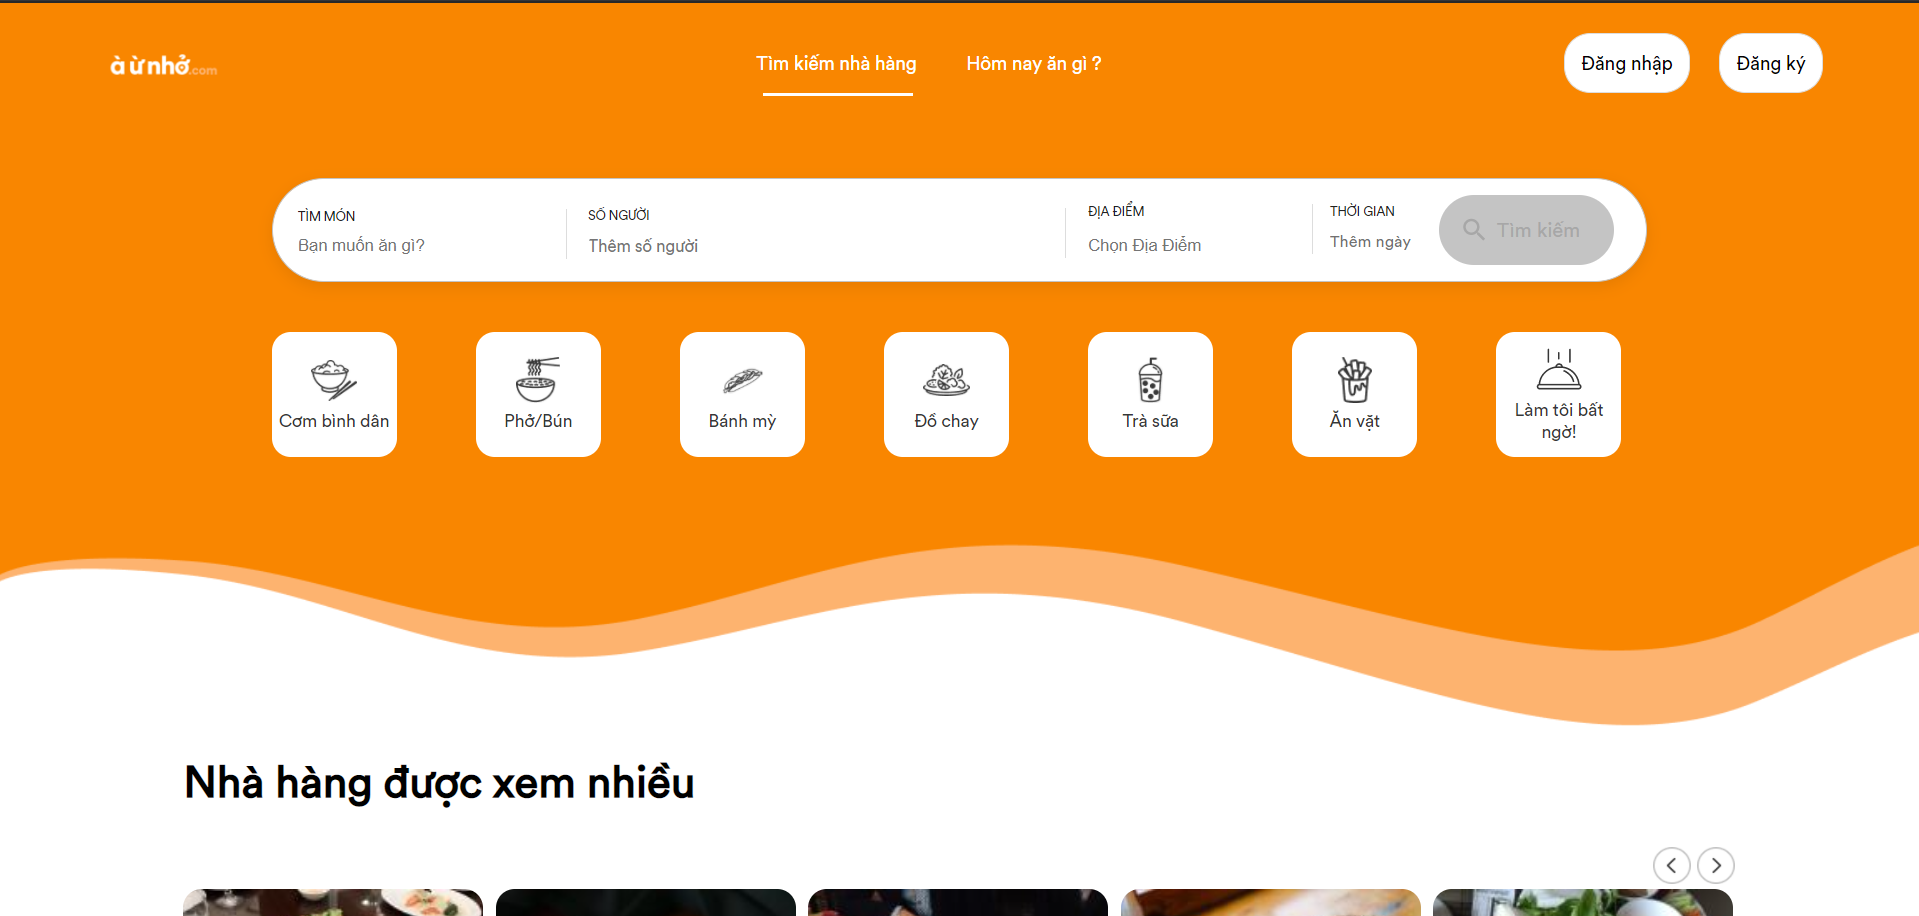 à ừ nhở.com
Tìm kiếm nhà hàng
Hôm nay ăn gì ?
Đăng nhập
Đăng ký
TÌM MÓN
Bạn muốn ăn gì?
SỐ NGƯỜI
Thêm số người
ĐỊA ĐIỂM
Chọn Địa Điểm
THỜI GIAN
Thêm ngày
Tìm kiếm
Cơm bình dân
Phở/Bún
Bánh mỳ
Đồ chay
Trà sữa
Ăn vặt
Làm tôi bất
ngờ!
Nhà hàng được xem nhiều